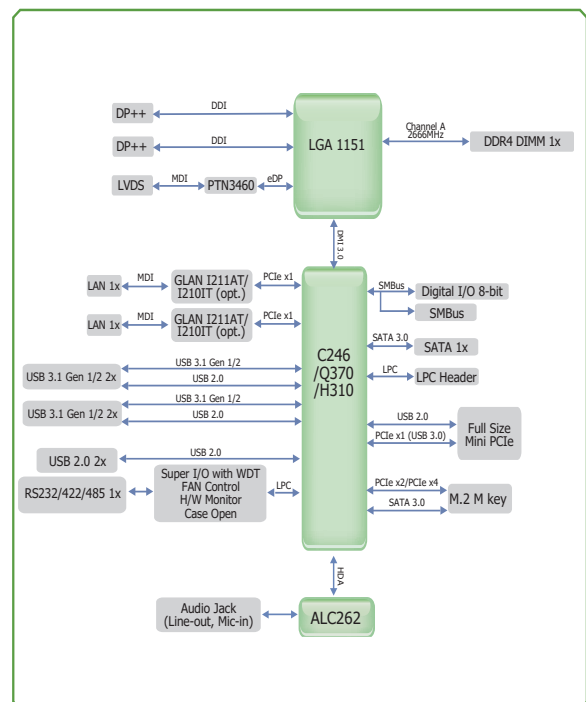 DP++
DDI
LGA 1151
Channel A
2666MHz
DDR4 DIMM 1x
DP++
DDI
LVDS
MDI
PTN3460
eDP
DMI 3.0
LAN 1x
MDI
GLAN I211AT/
I210IT (opt.)
PCIe x1
LAN 1x
MDI
GLAN I211AT/
I210IT (opt.)
PCIe x1
C246
/Q370
/H310
SMBus
Digital I/O 8-bit
SMBus
SATA 3.0
SATA 1x
LPC
LPC Header
USB 3.1 Gen 1/2 2x
USB 3.1 Gen 1/2
USB 2.0
USB 3.1 Gen 1/2 2x
USB 3.1 Gen 1/2
USB 2.0
USB 2.0
PCIe x1 (USB 3.0)
Full Size
Mini PCIe
USB 2.0 2x
USB 2.0
RS232/422/485 1x
Super I/O with WDT
FAN Control
H/W Monitor
Case Open
LPC
PCIe x2/PCIe x4
SATA 3.0
M.2 M key
HDA
Audio Jack
(Line-out, Mic-in)
ALC262